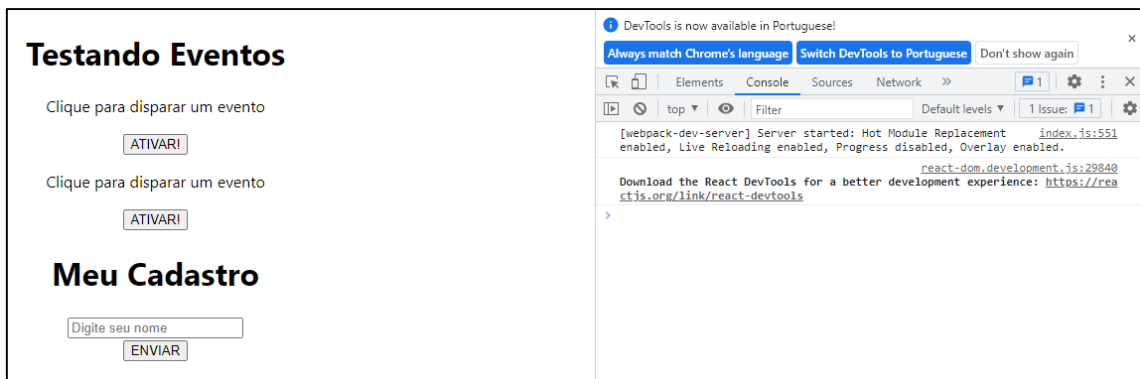 Testando Eventos
Clique para disparar um evento
ATIVAR!
Clique para disparar um evento
ATIVAR!
Meu Cadastro
Digite seu nome
ENVIAR
DevTools is now available in Portuguese!
Always match Chrome's language Switch DevTools to Portuguese Don't show again
Elements Console Sources Network » 1
top ▼ Filter Default levels ▼ 1 Issue: 1
[webpack-dev-server] Server started: Hot Module Replacement index.js:551
enabled, Live Reloading enabled, Progress disabled, Overlay enabled.
react-dom.development.js:29840
Download the React DevTools for a better development experience: https://rea
ctjs.org/link/react-devtools